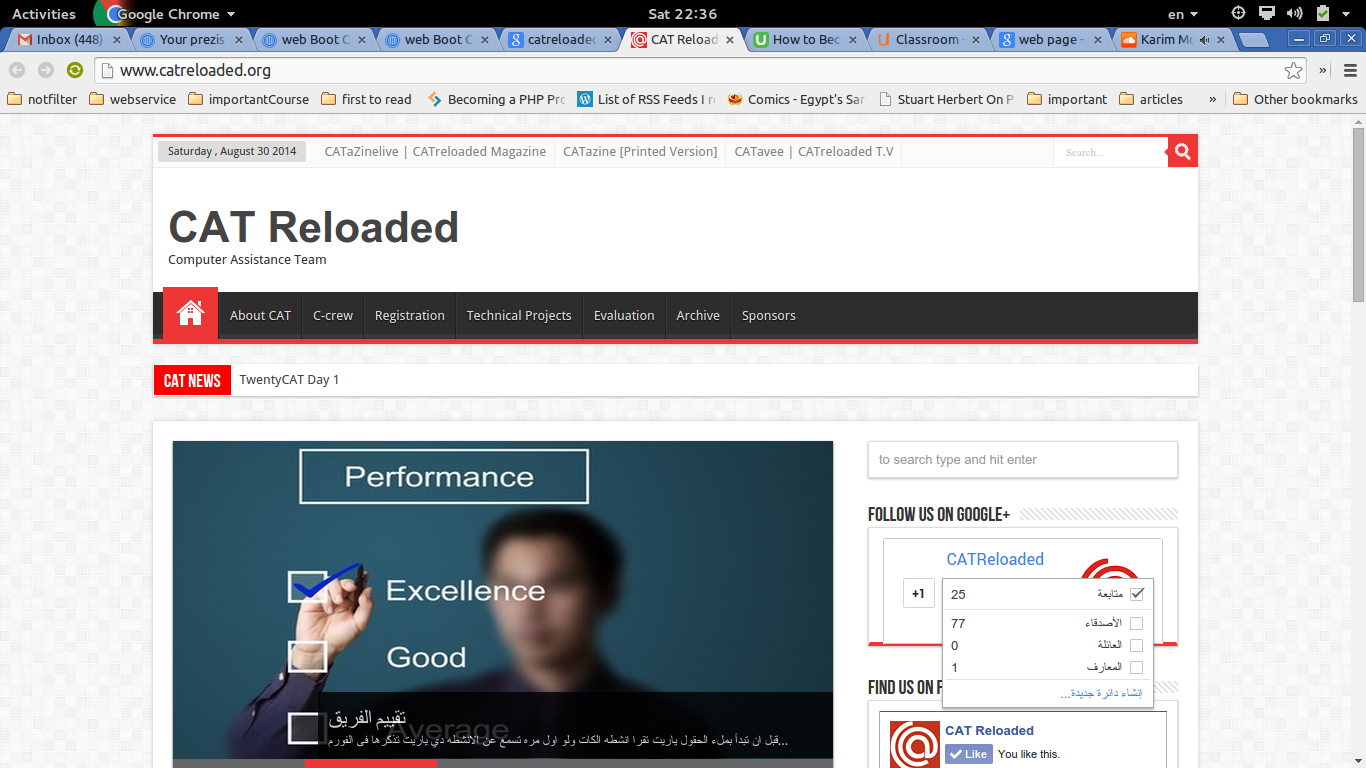 Activities
Google Chrome
Sat 22:36
en
Inbox (448)
Your prezis
web Boot C
web Boot C
catreloaded
CAT Reload
How to Bec
Classroom
web page -
Karim Mo
www.catreloaded.org
notfilter
webservice
importantCourse
first to read
Becoming a PHP Pro
List of RSS Feeds I r
Comics - Egypt's Sar
Stuart Herbert On P
important
articles
»
Other bookmarks
Saturday , August 30 2014
CATaZinelive | CATreloaded Magazine
CATazine [Printed Version]
CATavee | CATreloaded T.V
Search...
CAT Reloaded
Computer Assistance Team
About CAT
C-crew
Registration
Technical Projects
Evaluation
Archive
Sponsors
CAT NEWS
TwentyCAT Day 1
Performance
Excellence
Good
Average
تقييم الفريق
قبل ان تبدأ بملء الحقول ياريت تقرا انشطه الكات ولو اول مره تسمع عن الانشطه دي ياريت تذكرها فى الفورم...
to search type and hit enter
FOLLOW US ON GOOGLE+
CATReloaded
+1
متابعة 25
الأصدقاء 77
العائلة 0
المعارف 1
إنشاء دائرة جديدة...
FIND US ON
CAT Reloaded
Like
You like this.